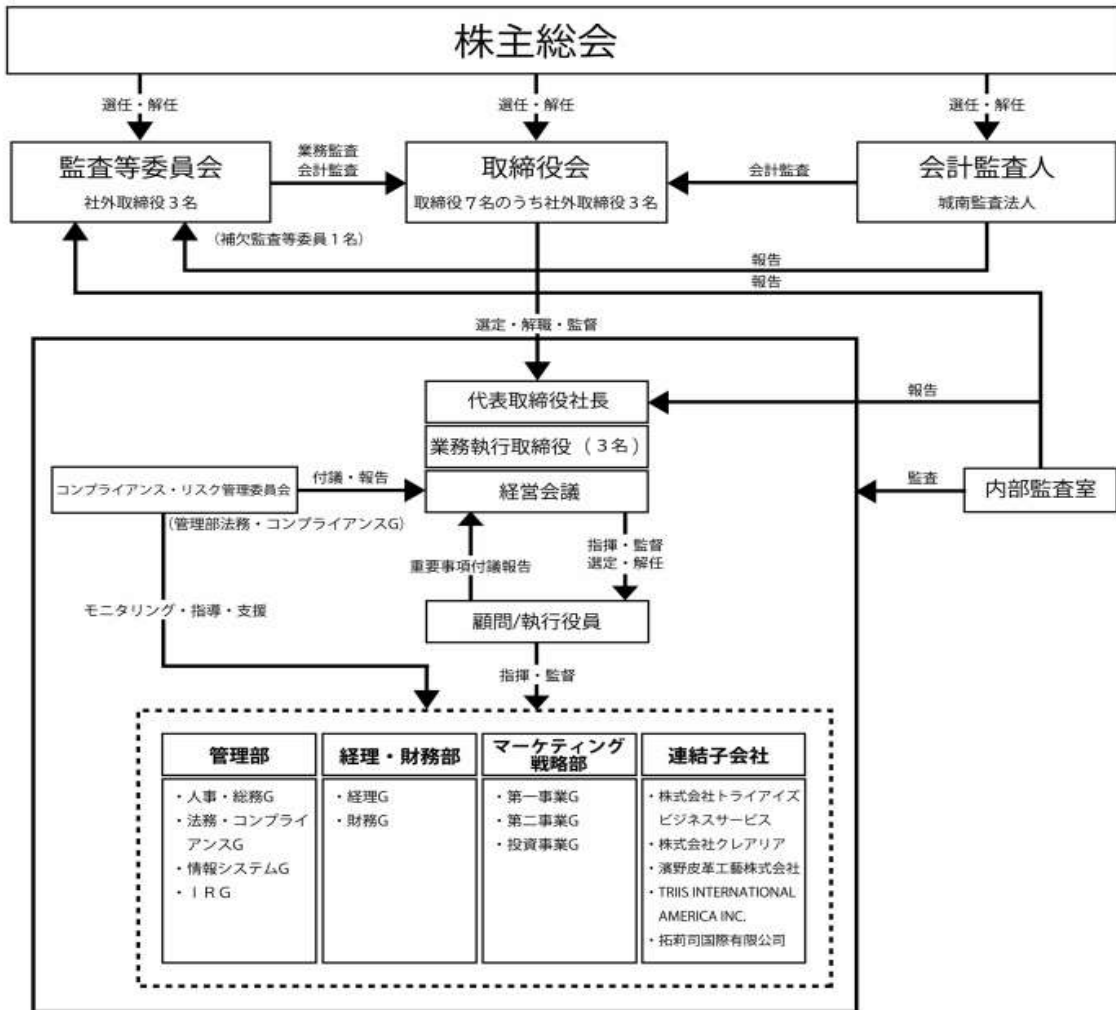 株主総会
選任・解任
選任・解任
選任・解任
監査等委員会
社外取締役3名
業務監査
会計監査
取締役会
取締役7名のうち社外取締役3名
会計監査
会計監査人
城南監査法人
(補欠監査等委員1名)
報告
報告
選定・解職・監督
代表取締役社長
報告
業務執行取締役(3名)
コンプライアンス・リスク管理委員会
付議・報告
経営会議
監査
内部監査室
(管理部法務・コンプライアンスG)
重要事項付議報告
指揮・監督
選定・解任
モニタリング・指導・支援
顧問/執行役員
指揮・監督
管理部
・人事・総務G
・法務・コンプライ
アンスG
・情報システムG
・IRG
経理・財務部
・経理G
・財務G
マーケティング
戦略部
・第一事業G
・第二事業G
・投資事業G
連結子会社
・株式会社トライアイズ
ビジネスサービス
・株式会社クレアリア
・濱野皮革工藝株式会社
・TRIIS INTERNATIONAL
AMERICA INC.
・拓莉司国際有限公司